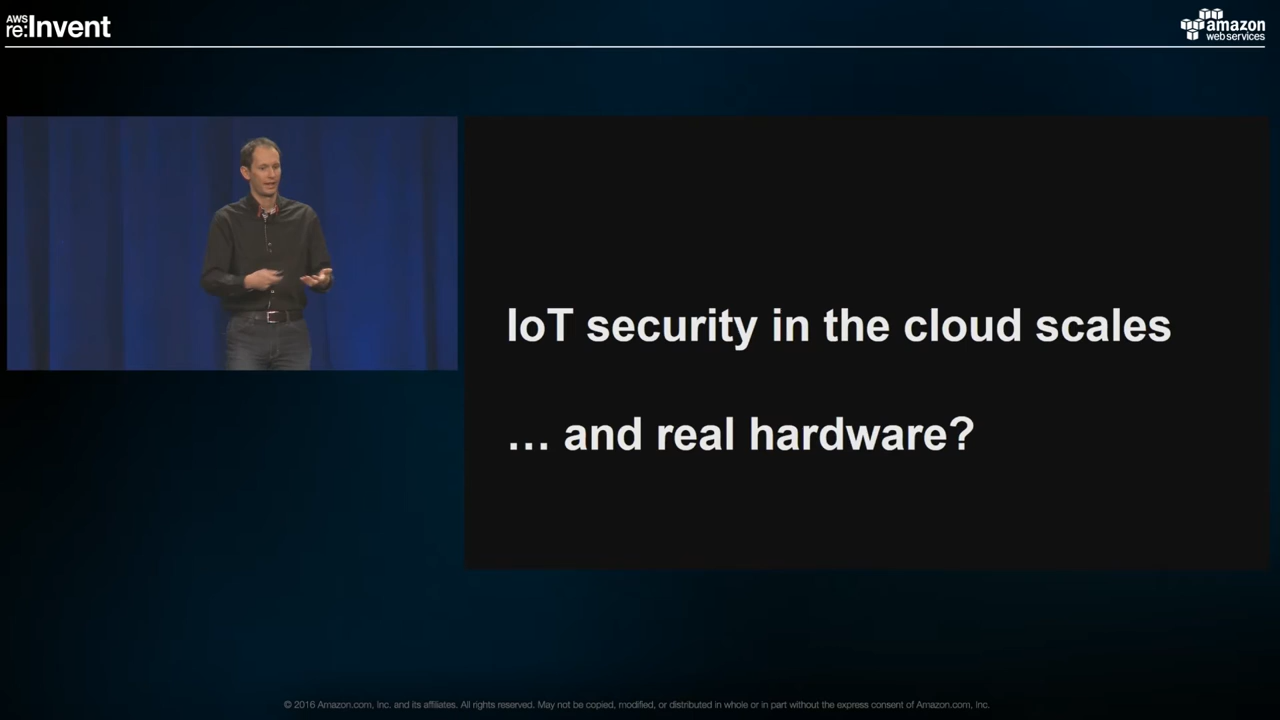 AWS
re:Invent
amazon
webservices
IoT security in the cloud scales
… and real hardware?
© 2016 Amazon.com, Inc. and its affiliates. All rights reserved. May not be copied, modified, or distributed in whole or in part without the express consent of Amazon.com, Inc.